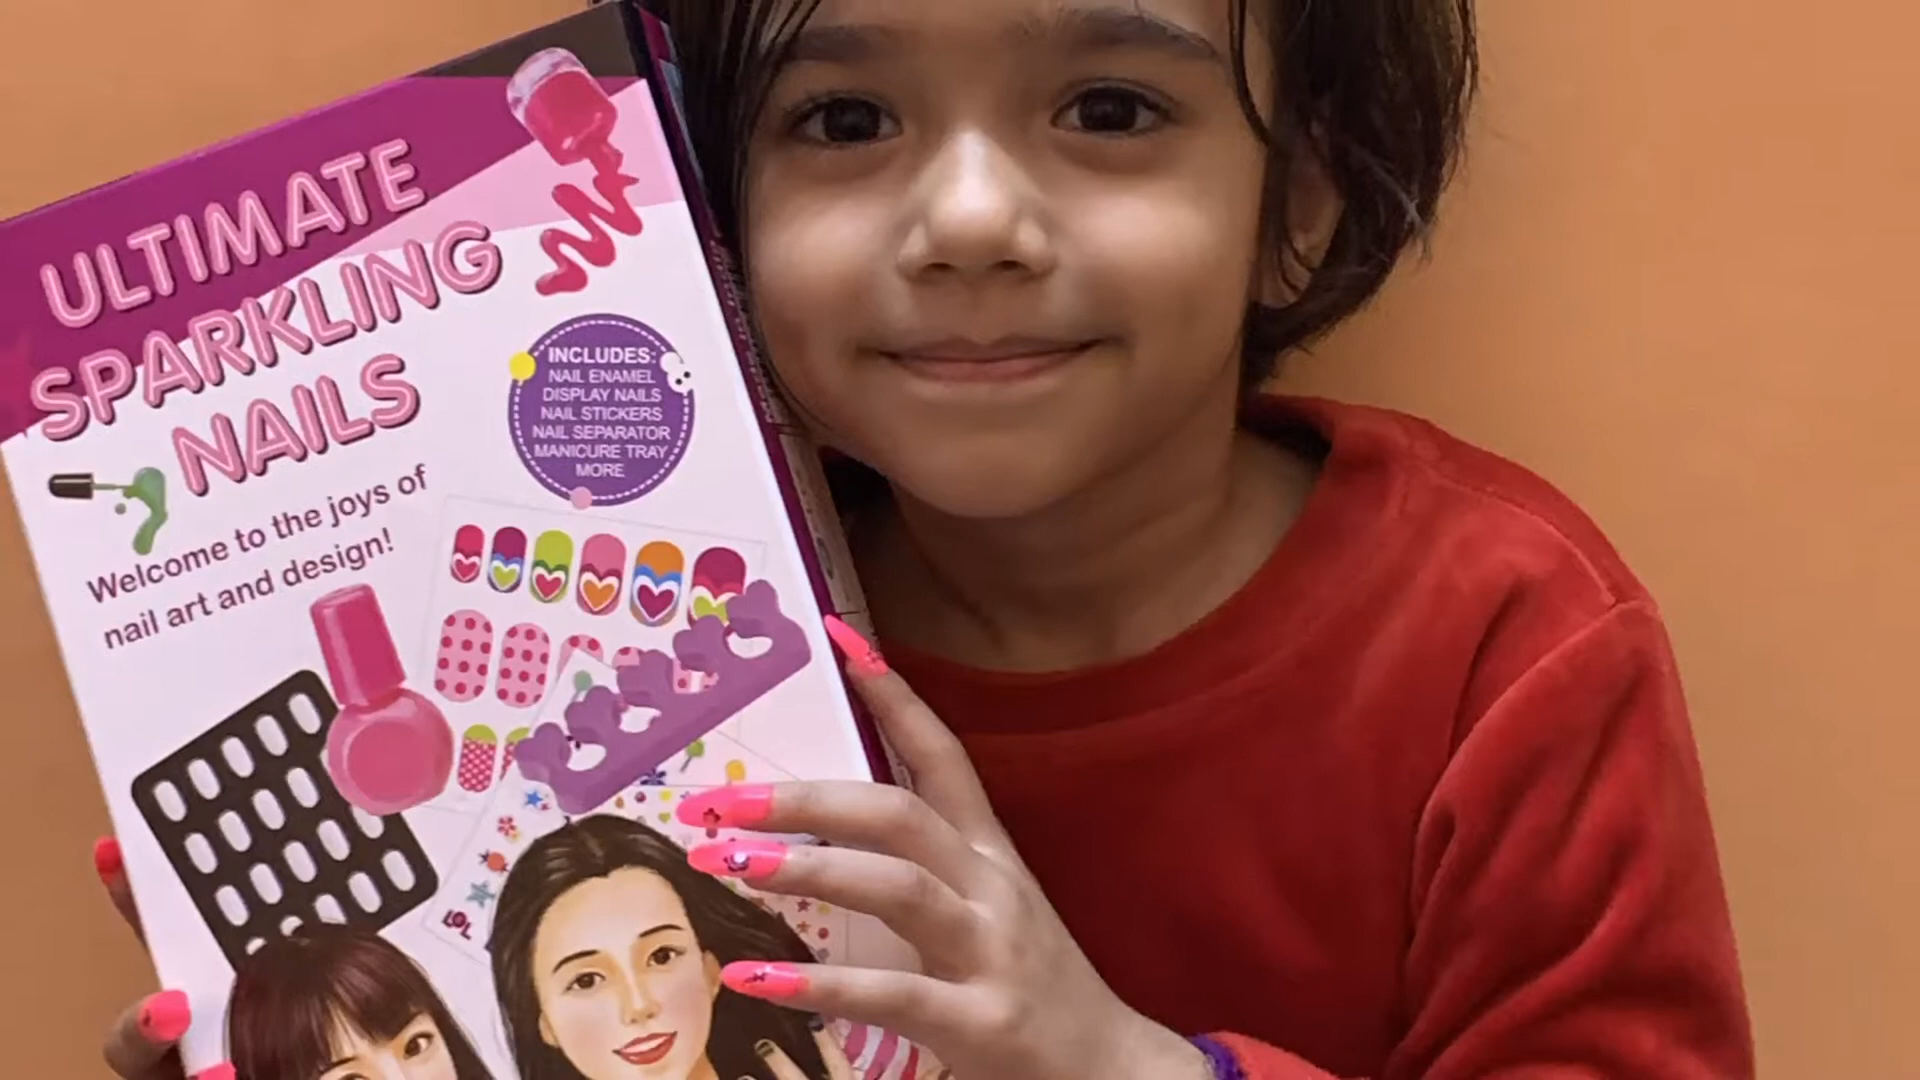 ULTIMATE
SPARKLING
NAILS
Welcome to the joys of
nail art and design!
INCLUDES:
NAIL ENAMEL
DISPLAY NAILS
NAIL STICKERS
NAIL SEPARATOR
MANICURE TRAY
MORE
LOL